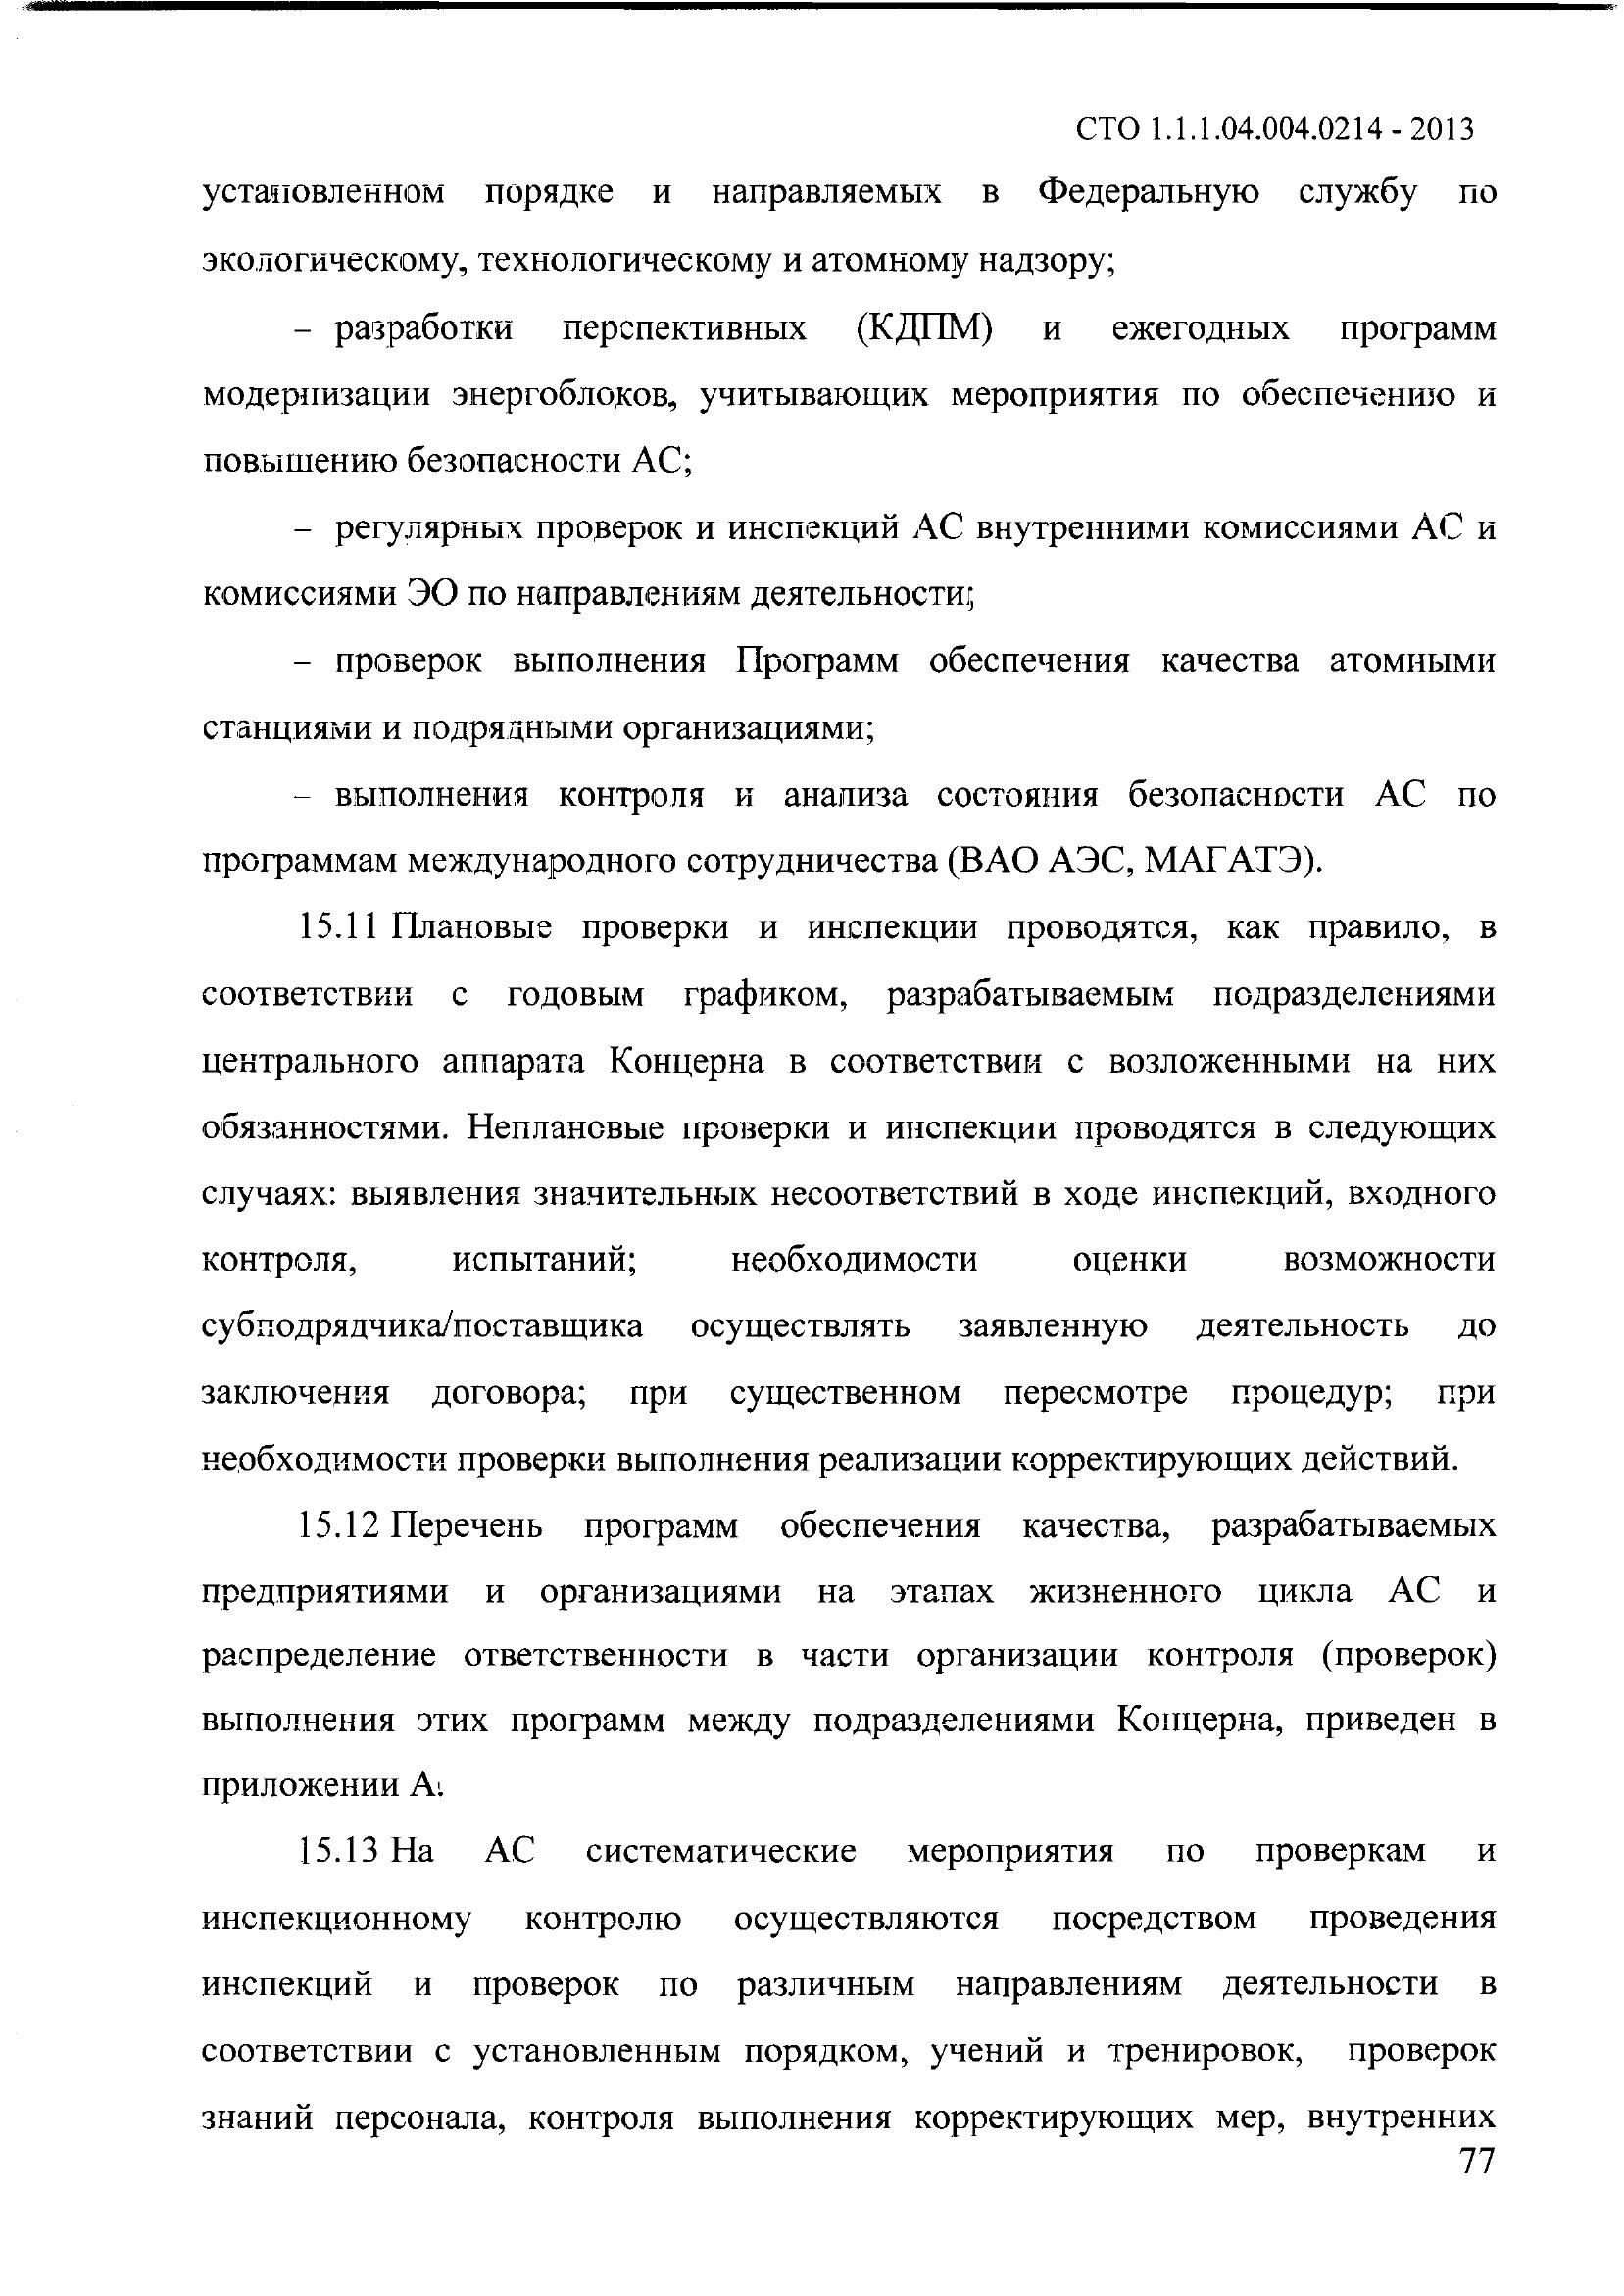 СТО 1.1.1.04.004.0214 - 2013
установленном порядке и направляемых в Федеральную службу по
экологическому, технологическому и атомному надзору;
– разработки перспективных (КДПМ) и ежегодных программ
модернизации энергоблоков, учитывающих мероприятия по обеспечению и
повышению безопасности АС;
– регулярных проверок и инспекций АС внутренними комиссиями АС и
комиссиями ЭО по направлениям деятельности;
– проверок выполнения Программ обеспечения качества атомными
станциями и подрядными организациями;
– выполнения контроля и анализа состояния безопасности АС по
программам международного сотрудничества (ВАО АЭС, МАГАТЭ).
15.11 Плановые проверки и инспекции проводятся, как правило, в
соответствии с годовым графиком, разрабатываемым подразделениями
центрального аппарата Концерна в соответствии с возложенными на них
обязанностями. Неплановые проверки и инспекции проводятся в следующих
случаях: выявления значительных несоответствий в ходе инспекций, входного
контроля, испытаний; необходимости оценки возможности
субподрядчика/поставщика осуществлять заявленную деятельность до
заключения договора; при существенном пересмотре процедур; при
необходимости проверки выполнения реализации корректирующих действий.
15.12 Перечень программ обеспечения качества, разрабатываемых
предприятиями и организациями на этапах жизненного цикла АС и
распределение ответственности в части организации контроля (проверок)
выполнения этих программ между подразделениями Концерна, приведен в
приложении А.
15.13 На АС систематические мероприятия по проверкам и
инспекционному контролю осуществляются посредством проведения
инспекций и проверок по различным направлениям деятельности в
соответствии с установленным порядком, учений и тренировок, проверок
знаний персонала, контроля выполнения корректирующих мер, внутренних
77